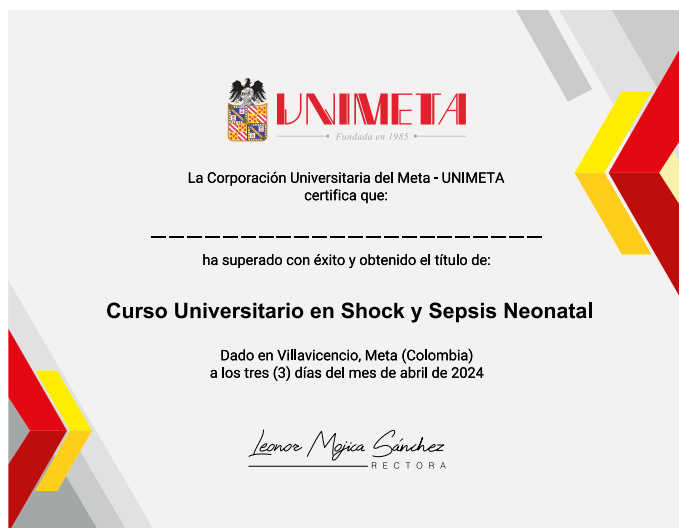 UNIMETA
Fundada en 1985
La Corporación Universitaria del Meta - UNIMETA
certifica que:
ha superado con éxito y obtenido el título de:
Curso Universitario en Shock y Sepsis Neonatal
Dado en Villavicencio, Meta (Colombia)
a los tres (3) días del mes de abril de 2024
Leonor Mojica Sánchez
RECTORA